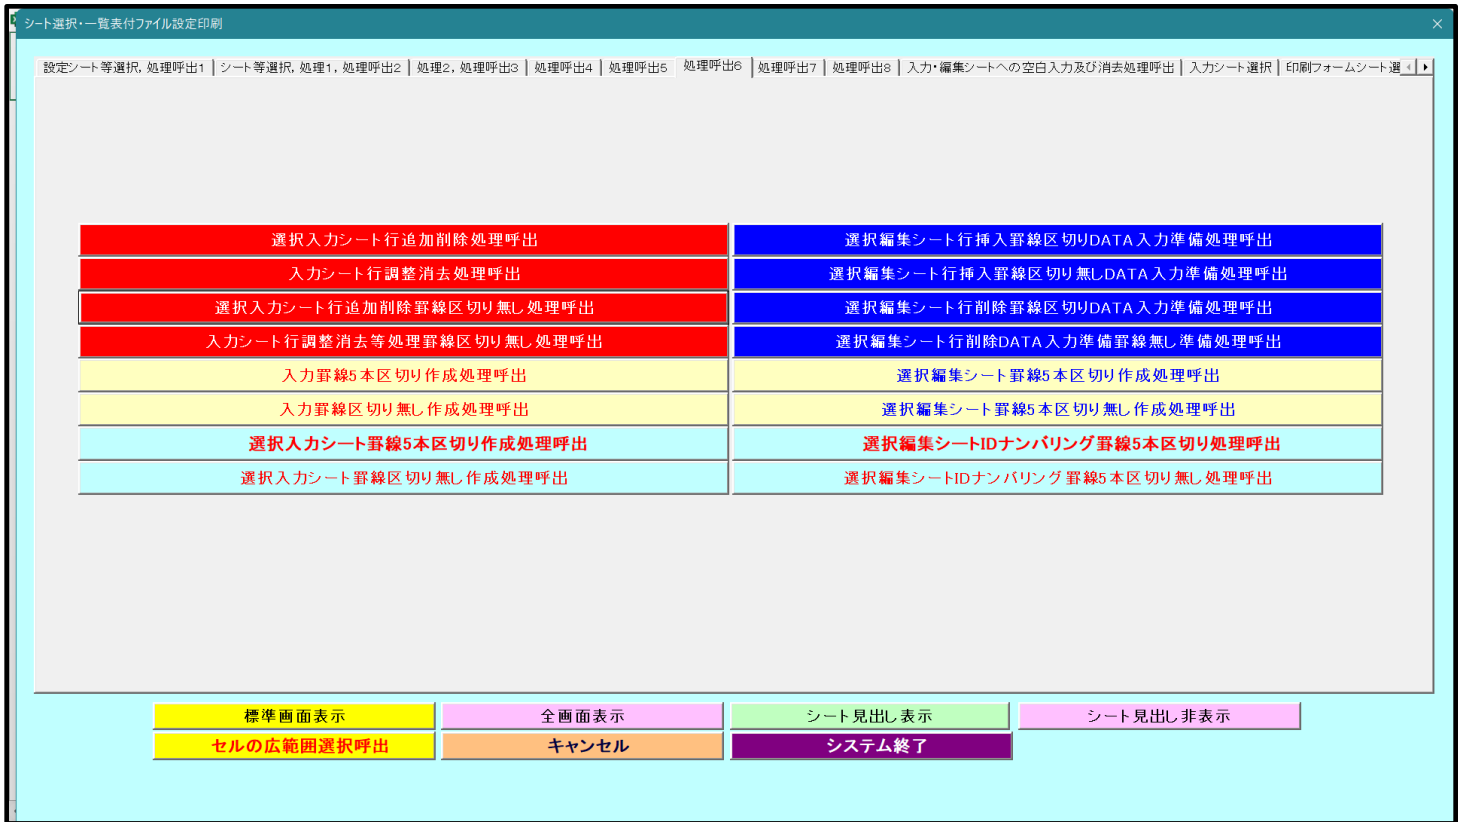 シート選択・一覧表付ファイル設定印刷
設定シート等選択, 処理呼出1
シート等選択, 処理1, 処理呼出2
処理2, 処理呼出3
処理呼出4
処理呼出5
処理呼出6
処理呼出7
処理呼出8
入力・編集シートへの空白入力及び消去処理呼出
入力シート選択
印刷フォームシート選
選択入力シート行追加削除処理呼出
選択編集シート行挿入罫線区切りDATA入力準備処理呼出
入力シート行調整消去処理呼出
選択編集シート行挿入罫線区切り無しDATA入力準備処理呼出
選択入力シート行追加削除罫線区切り無し処理呼出
選択編集シート行削除罫線区切りDATA入力準備処理呼出
入力シート行調整消去等処理罫線区切り無し処理呼出
選択編集シート行削除DATA入力準備罫線無し準備処理呼出
入力罫線5本区切り作成処理呼出
選択編集シート罫線5本区切り作成処理呼出
入力罫線区切り無し作成処理呼出
選択編集シート罫線5本区切り無し作成処理呼出
選択入力シート罫線5本区切り作成処理呼出
選択編集シートIDナンバリング罫線5本区切り処理呼出
選択入力シート罫線区切り無し作成処理呼出
選択編集シートIDナンバリング罫線5本区切り無し処理呼出
標準画面表示
全画面表示
シート見出し表示
シート見出し非表示
セルの広範囲選択呼出
キャンセル
システム終了